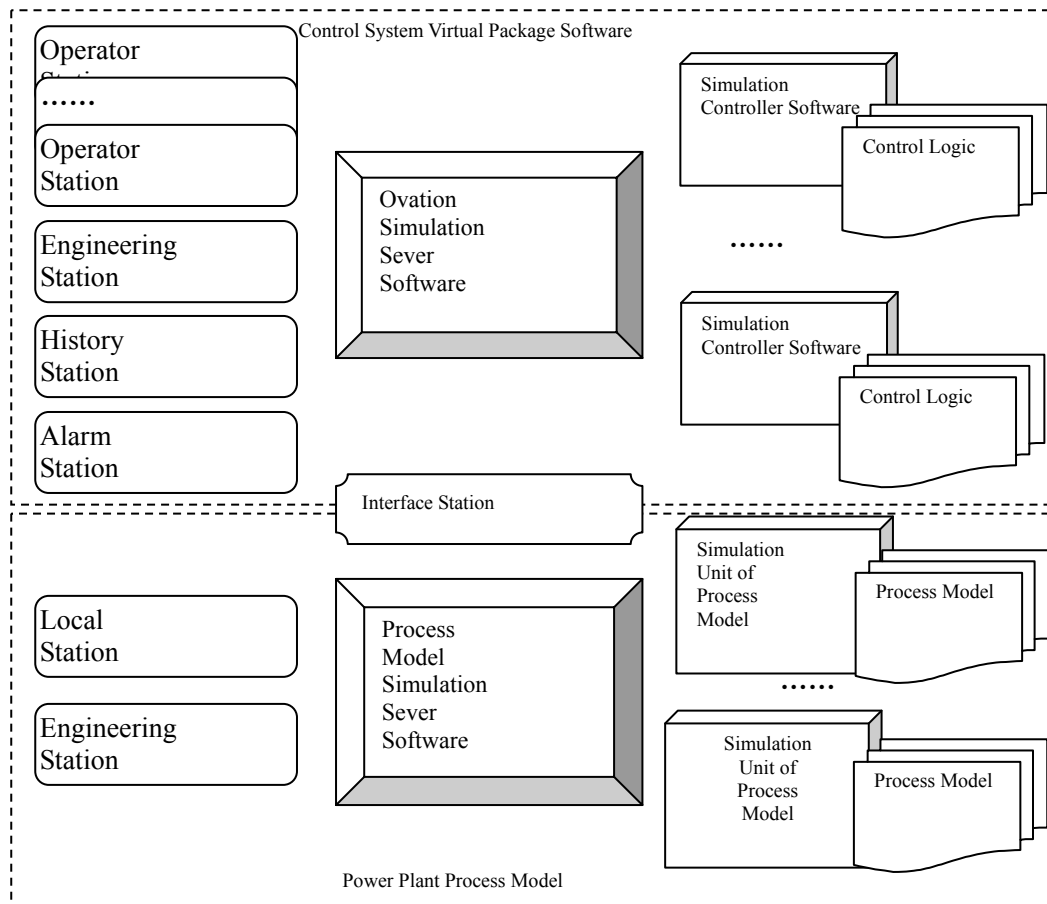 Control System Virtual Package Software
Operator
Station
......
Operator
Station
Engineering
Station
History
Station
Alarm
Station
Ovation
Simulation
Sever
Software
Simulation
Controller Software
Control Logic
......
Simulation
Controller Software
Control Logic
Interface Station
Local
Station
Engineering
Station
Process
Model
Simulation
Sever
Software
Simulation
Unit of
Process
Model
Process Model
......
Simulation
Unit of
Process
Model
Process Model
Power Plant Process Model